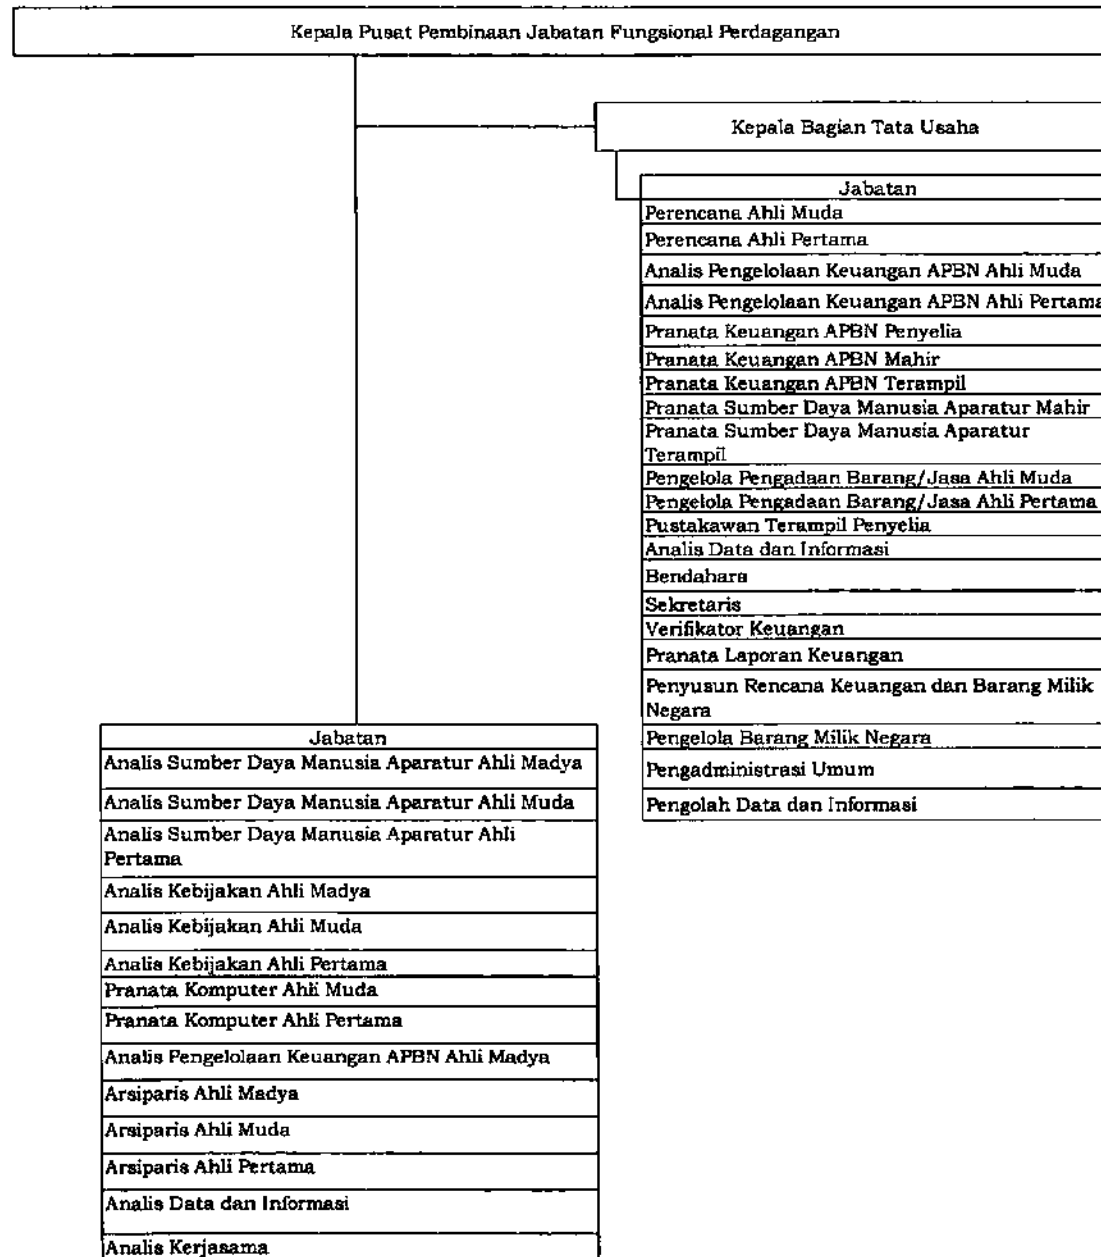 Kepala Pusat Pembinaan Jabatan Fungsional Perdagangan
Kepala Bagian Tata Usaha
Jabatan
Perencana Ahli Muda
Perencana Ahli Pertama
Analis Pengelolaan Keuangan APBN Ahli Muda
Analis Pengelolaan Keuangan APBN Ahli Pertama
Pranata Keuangan APBN Penyelia
Pranata Keuangan APBN Mahir
Pranata Keuangan APBN Terampil
Pranata Sumber Daya Manusia Aparatur Mahir
Pranata Sumber Daya Manusia Aparatur
Terampil
Pengelola Pengadaan Barang/Jasa Ahli Muda
Pengelola Pengadaan Barang/Jasa Ahli Pertama
Pustakawan Terampil Penyelia
Analis Data dan Informasi
Bendahara
Sekretaris
Verifikator Keuangan
Pranata Laporan Keuangan
Penyusun Rencana Keuangan dan Barang Milik
Negara
Pengelola Barang Milik Negara
Pengadministrasi Umum
Pengolah Data dan Informasi
Jabatan
Analis Sumber Daya Manusia Aparatur Ahli Madya
Analis Sumber Daya Manusia Aparatur Ahli Muda
Analis Sumber Daya Manusia Aparatur Ahli
Pertama
Analis Kebijakan Ahli Madya
Analis Kebijakan Ahli Muda
Analis Kebijakan Ahli Pertama
Pranata Komputer Ahli Muda
Pranata Komputer Ahli Pertama
Analis Pengelolaan Keuangan APBN Ahli Madya
Arsiparis Ahli Madya
Arsiparis Ahli Muda
Arsiparis Ahli Pertama
Analis Data dan Informasi
Analis Kerjasama